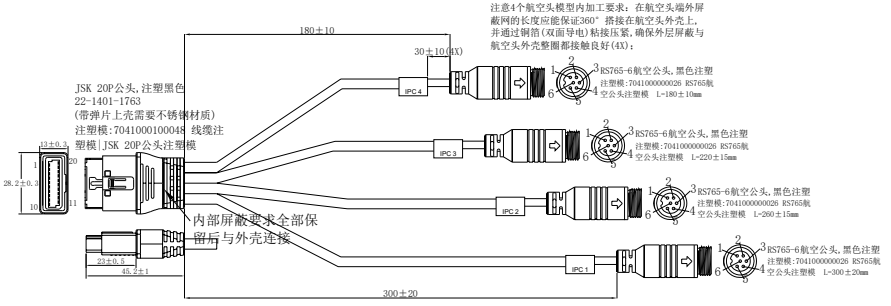 注意4个航空头模型内加工要求：在航空头端外屏
蔽网的长度应能保证360°搭接在航空头外壳上，
并通过铜箔(双面导电)粘接压紧，确保外层屏蔽与
航空头外壳整圈都接触良好(4X)；
180±10
30±10(4X)
JSK 20P公头,注塑黑色
22-1401-1763
(带弹片上壳需要不锈钢材质)
注塑模:7041000100048 线缆注
塑模|JSK 20P公头注塑模
13±0.3
28.2±0.3
1
20
10
11
内部屏蔽要求全部保
留后与外壳连接
23±0.5
45.2±1
300±20
IPC 4
1
2
3
4
5
6
RS765-6航空公头,黑色注塑
注塑模:7041000000026 RS765航
空公头注塑模 L-180±10mm
IPC 3
1
2
3
4
5
6
RS765-6航空公头,黑色注塑
注塑模:7041000000026 RS765航
空公头注塑模 L-220±15mm
IPC 2
1
2
3
4
5
6
RS765-6航空公头,黑色注塑
注塑模:7041000000026 RS765航
空公头注塑模 L-260±15mm
IPC 1
1
2
3
4
5
6
RS765-6航空公头,黑色注塑
注塑模:7041000000026 RS765航
空公头注塑模 L-300±20mm